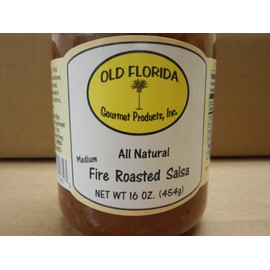 OLD FLORIDA
Gourmet Products, Inc.
All Natural
Medium
Fire Roasted Salsa
NET WT 16 OZ. (454g)